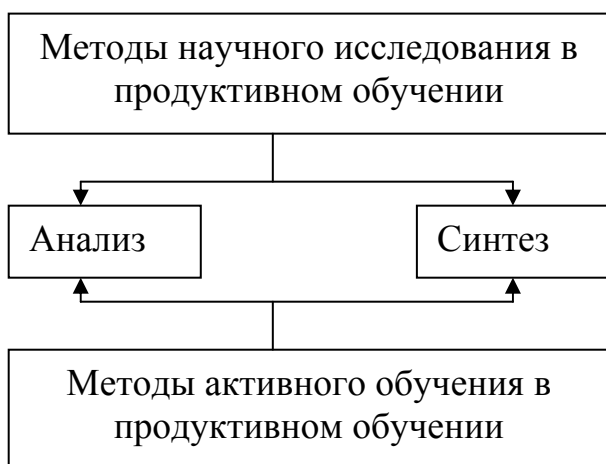 Методы научного исследования в
продуктивном обучении
Анализ
Синтез
Методы активного обучения в
продуктивном обучении